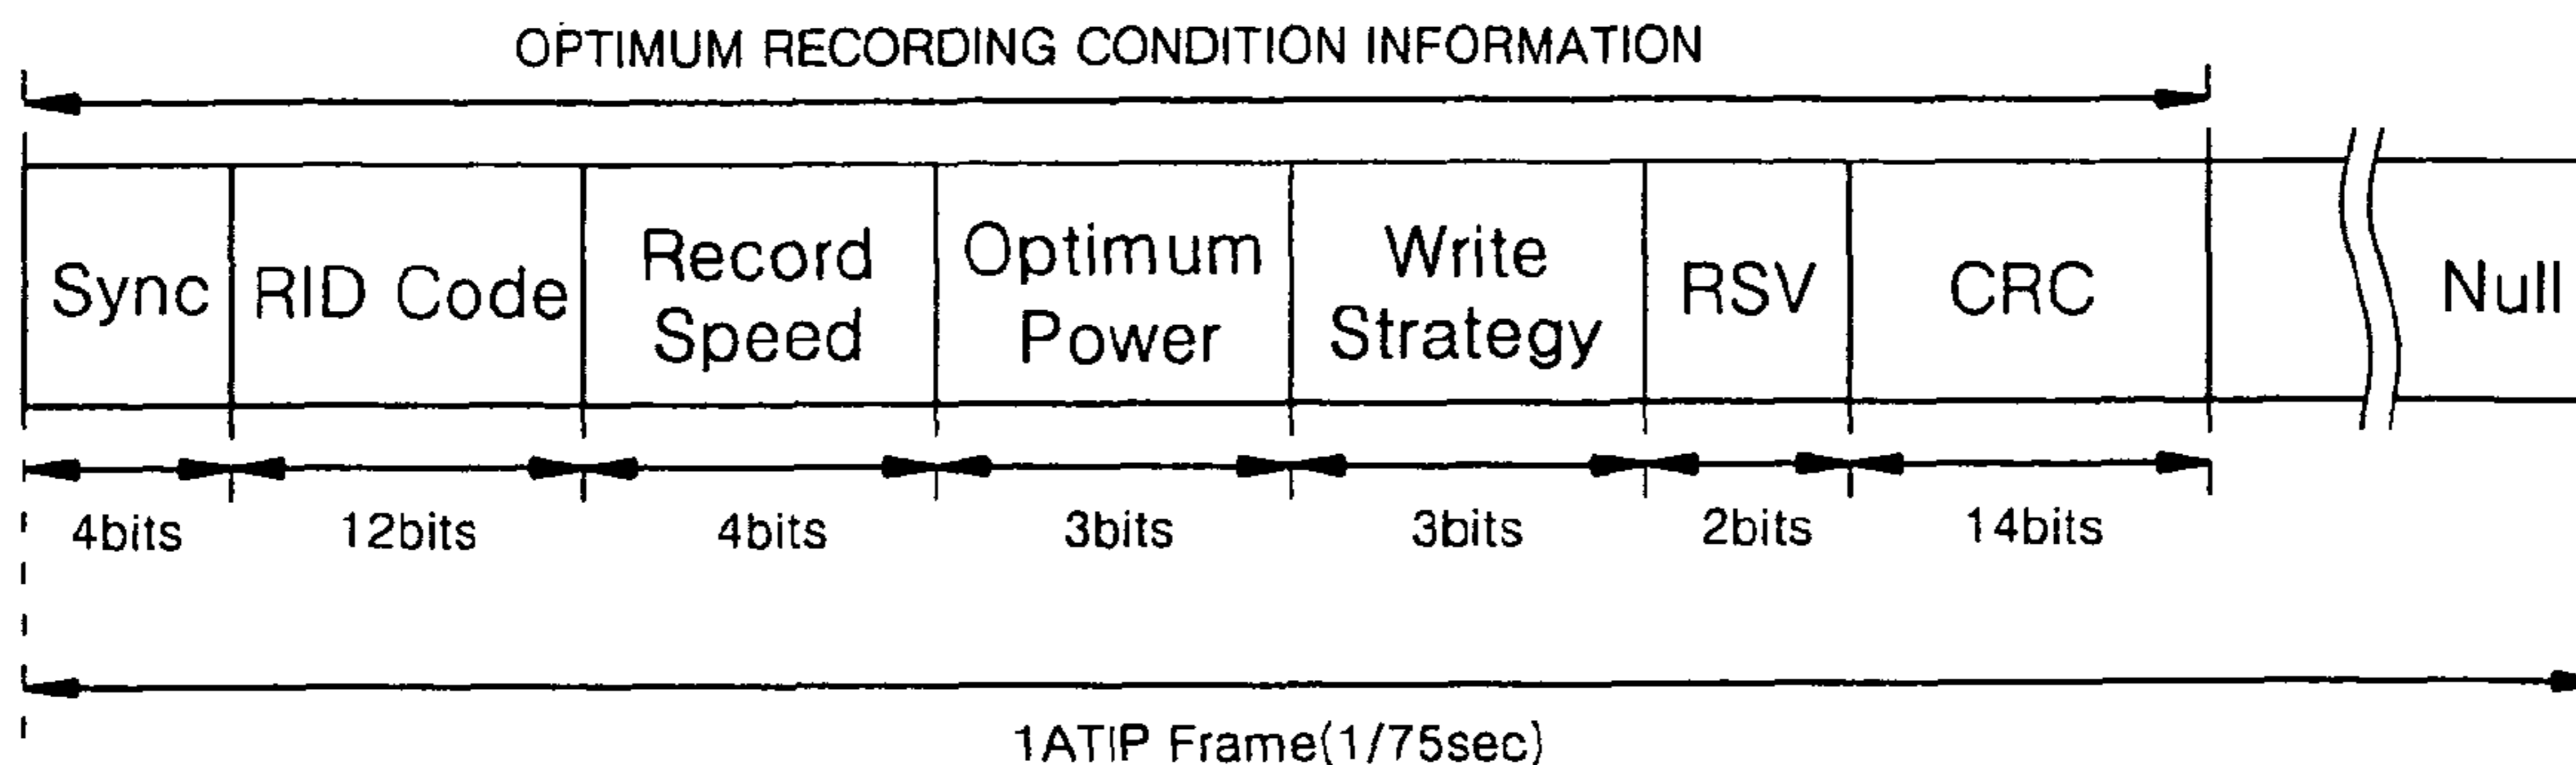 OPTIMUM RECORDING CONDITION INFORMATION
Sync RID Code Record Speed Optimum Power Write Strategy RSV CRC Null
4bits 12bits 4bits 3bits 3bits 2bits 14bits
1ATIP Frame(1/75sec)